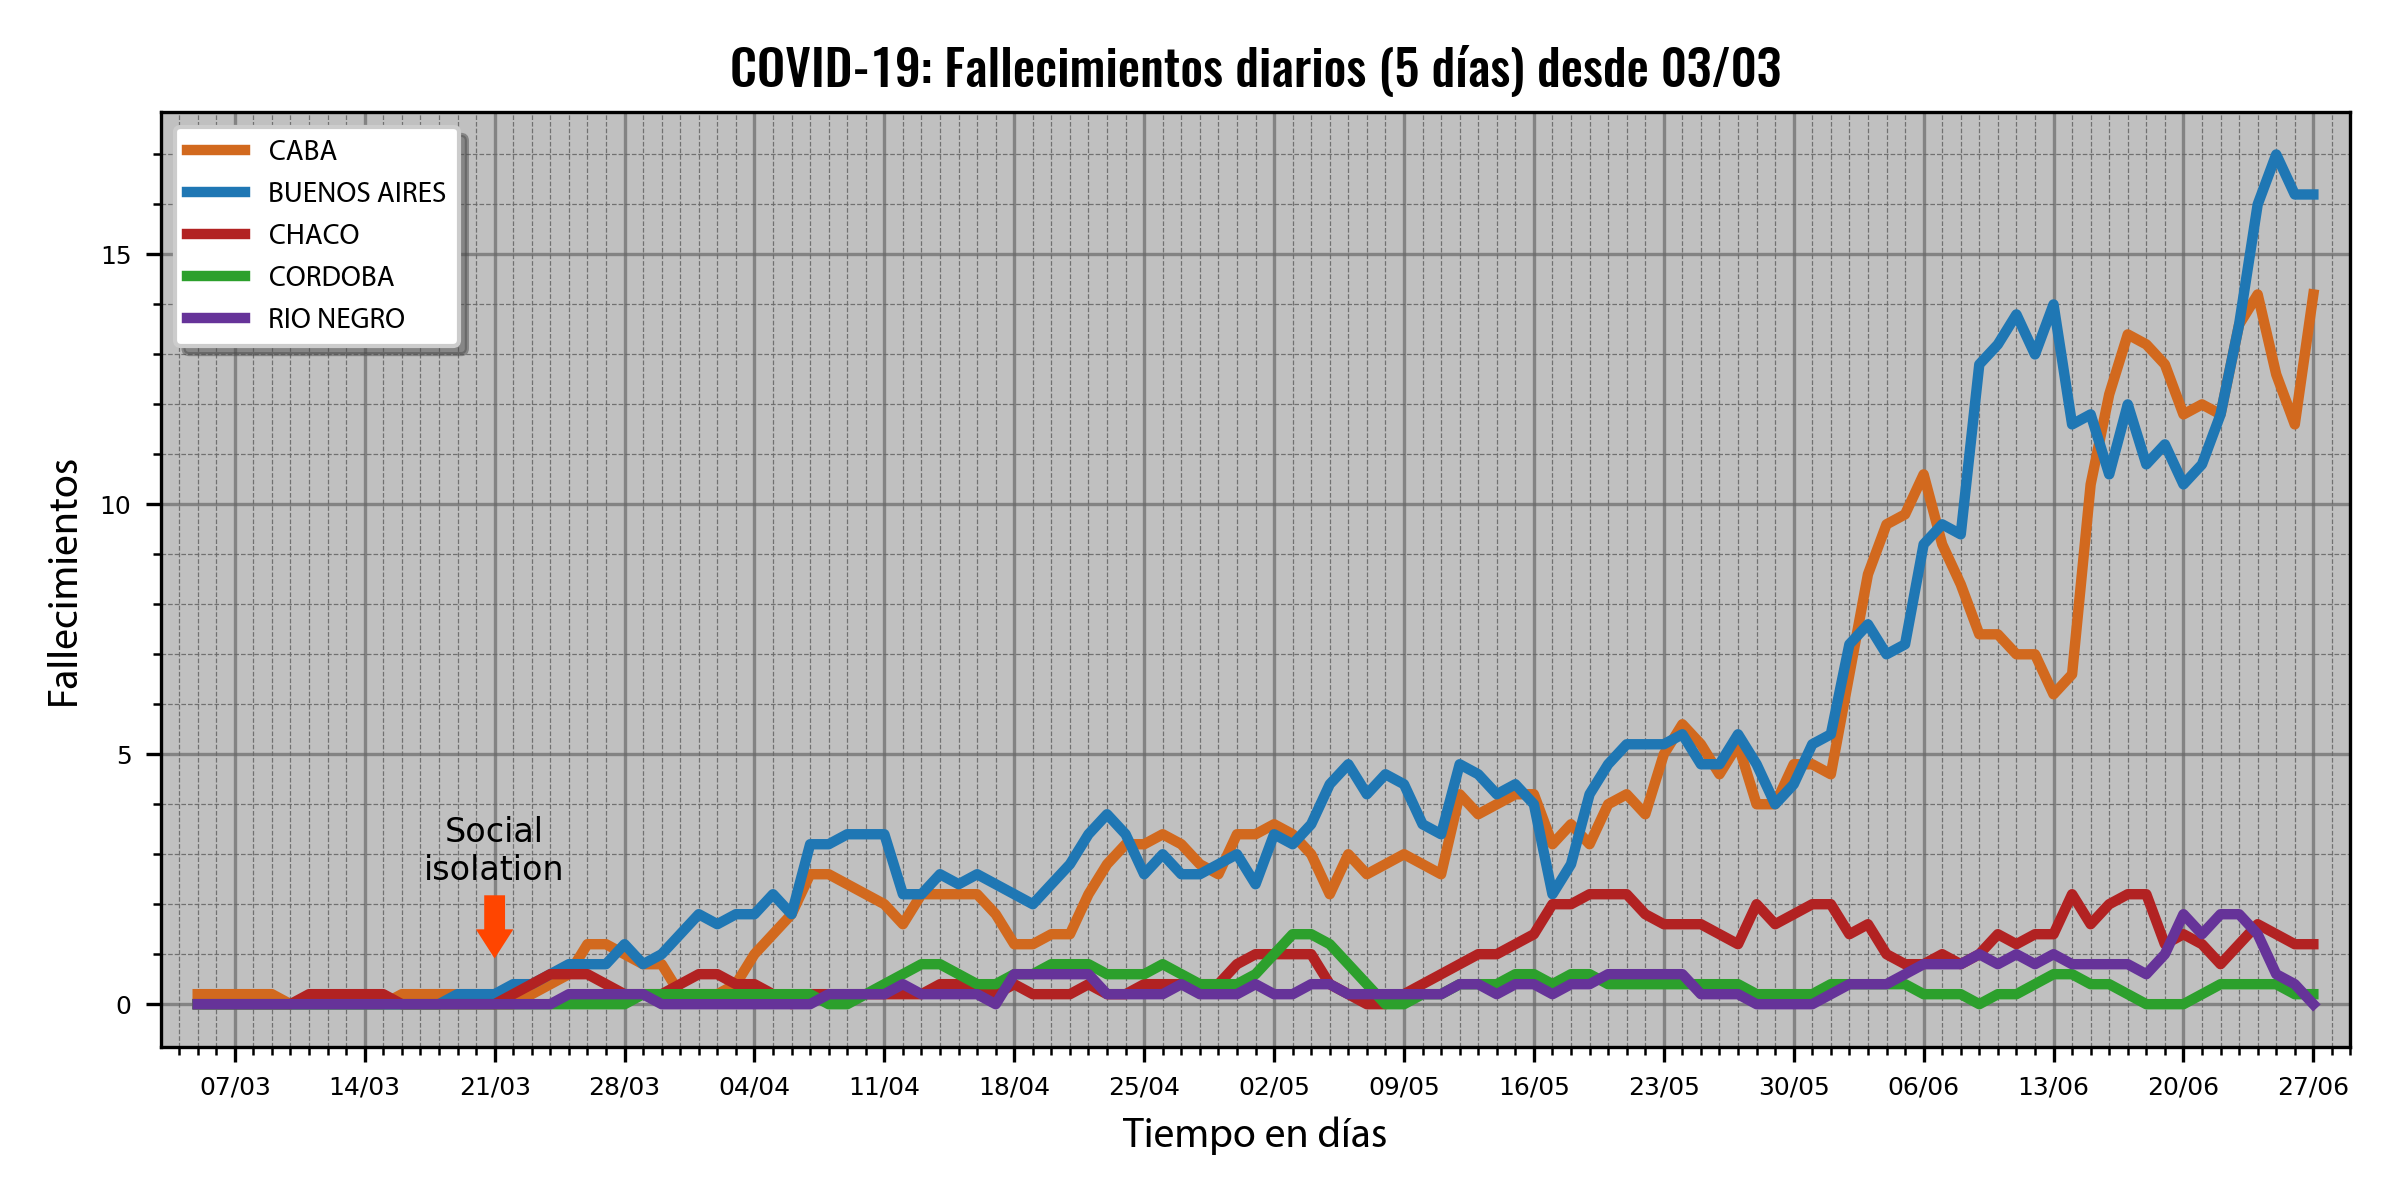 COVID-19: Fallecimientos diarios (5 días) desde 03/03
CABA
BUENOS AIRES
CHACO
CORDOBA
RIO NEGRO
15
10
5
0
Fallecimientos
Social
isolation
07/03 14/03 21/03 28/03 04/04 11/04 18/04 25/04 02/05 09/05 16/05 23/05 30/05 06/06 13/06 20/06 27/06
Tiempo en días